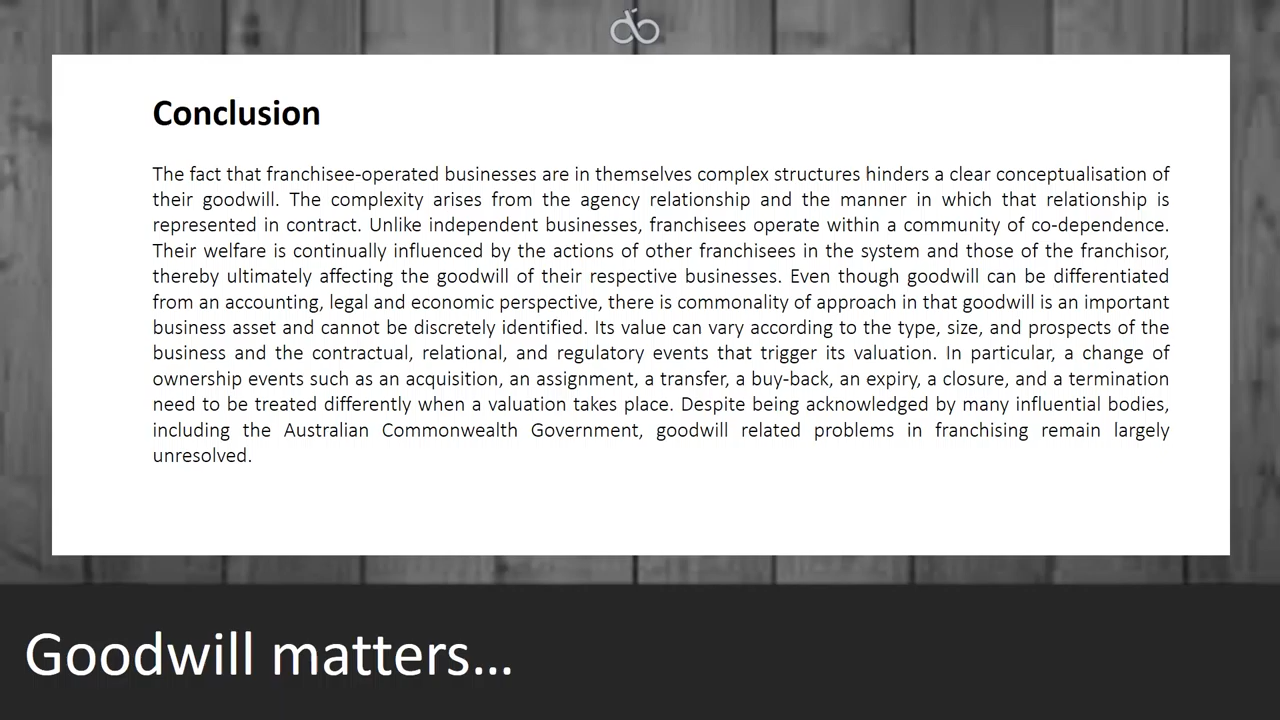 Conclusion
The fact that franchisee-operated businesses are in themselves complex structures hinders a clear conceptualisation of
their goodwill. The complexity arises from the agency relationship and the manner in which that relationship is
represented in contract. Unlike independent businesses, franchisees operate within a community of co-dependence.
Their welfare is continually influenced by the actions of other franchisees in the system and those of the franchisor,
thereby ultimately affecting the goodwill of their respective businesses. Even though goodwill can be differentiated
from an accounting, legal and economic perspective, there is commonality of approach in that goodwill is an important
business asset and cannot be discretely identified. Its value can vary according to the type, size, and prospects of the
business and the contractual, relational, and regulatory events that trigger its valuation. In particular, a change of
ownership events such as an acquisition, an assignment, a transfer, a buy-back, an expiry, a closure, and a termination
need to be treated differently when a valuation takes place. Despite being acknowledged by many influential bodies,
including the Australian Commonwealth Government, goodwill related problems in franchising remain largely
unresolved.
Goodwill matters...